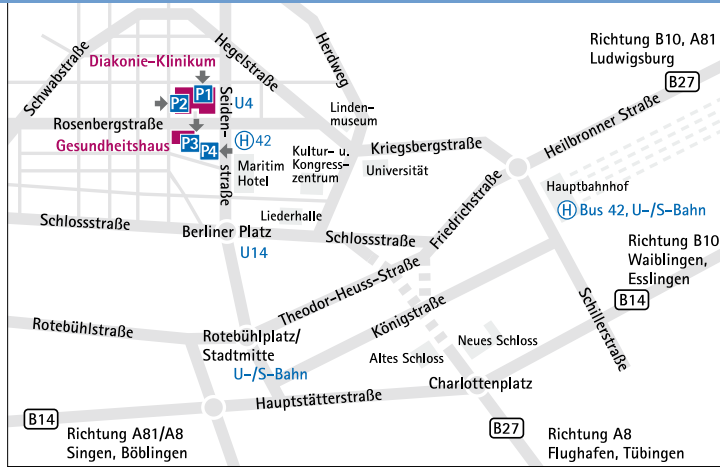 Richtung B10, A81
Ludwigsburg
B27
Schwabstraße
Hegelstraße
Herdweg
Diakonie-Klinikum
P1
P2
U4
Seiden-
straße
Linden-
museum
Heilbronner Straße
Rosenbergstraße
Gesundheitshaus
P3
P4
H 42
Maritim
Hotel
Kultur- u.
Kongress-
zentrum
Kriegsbergstraße
Universität
Hauptbahnhof
H Bus 42, U-/S-Bahn
Friedrichstraße
Schlossstraße
Liederhalle
Berliner Platz
U14
Schlossstraße
Richtung B10
Waiblingen,
Esslingen
B14
Theodor-Heuss-Straße
Königstraße
Schillerstraße
Rotebühlstraße
Rotebühlplatz/
Stadtmitte
U-/S-Bahn
Altes Schloss
Neues Schloss
Charlottenplatz
Hauptstätterstraße
B14
Richtung A81/A8
Singen, Böblingen
B27
Richtung A8
Flughafen, Tübingen